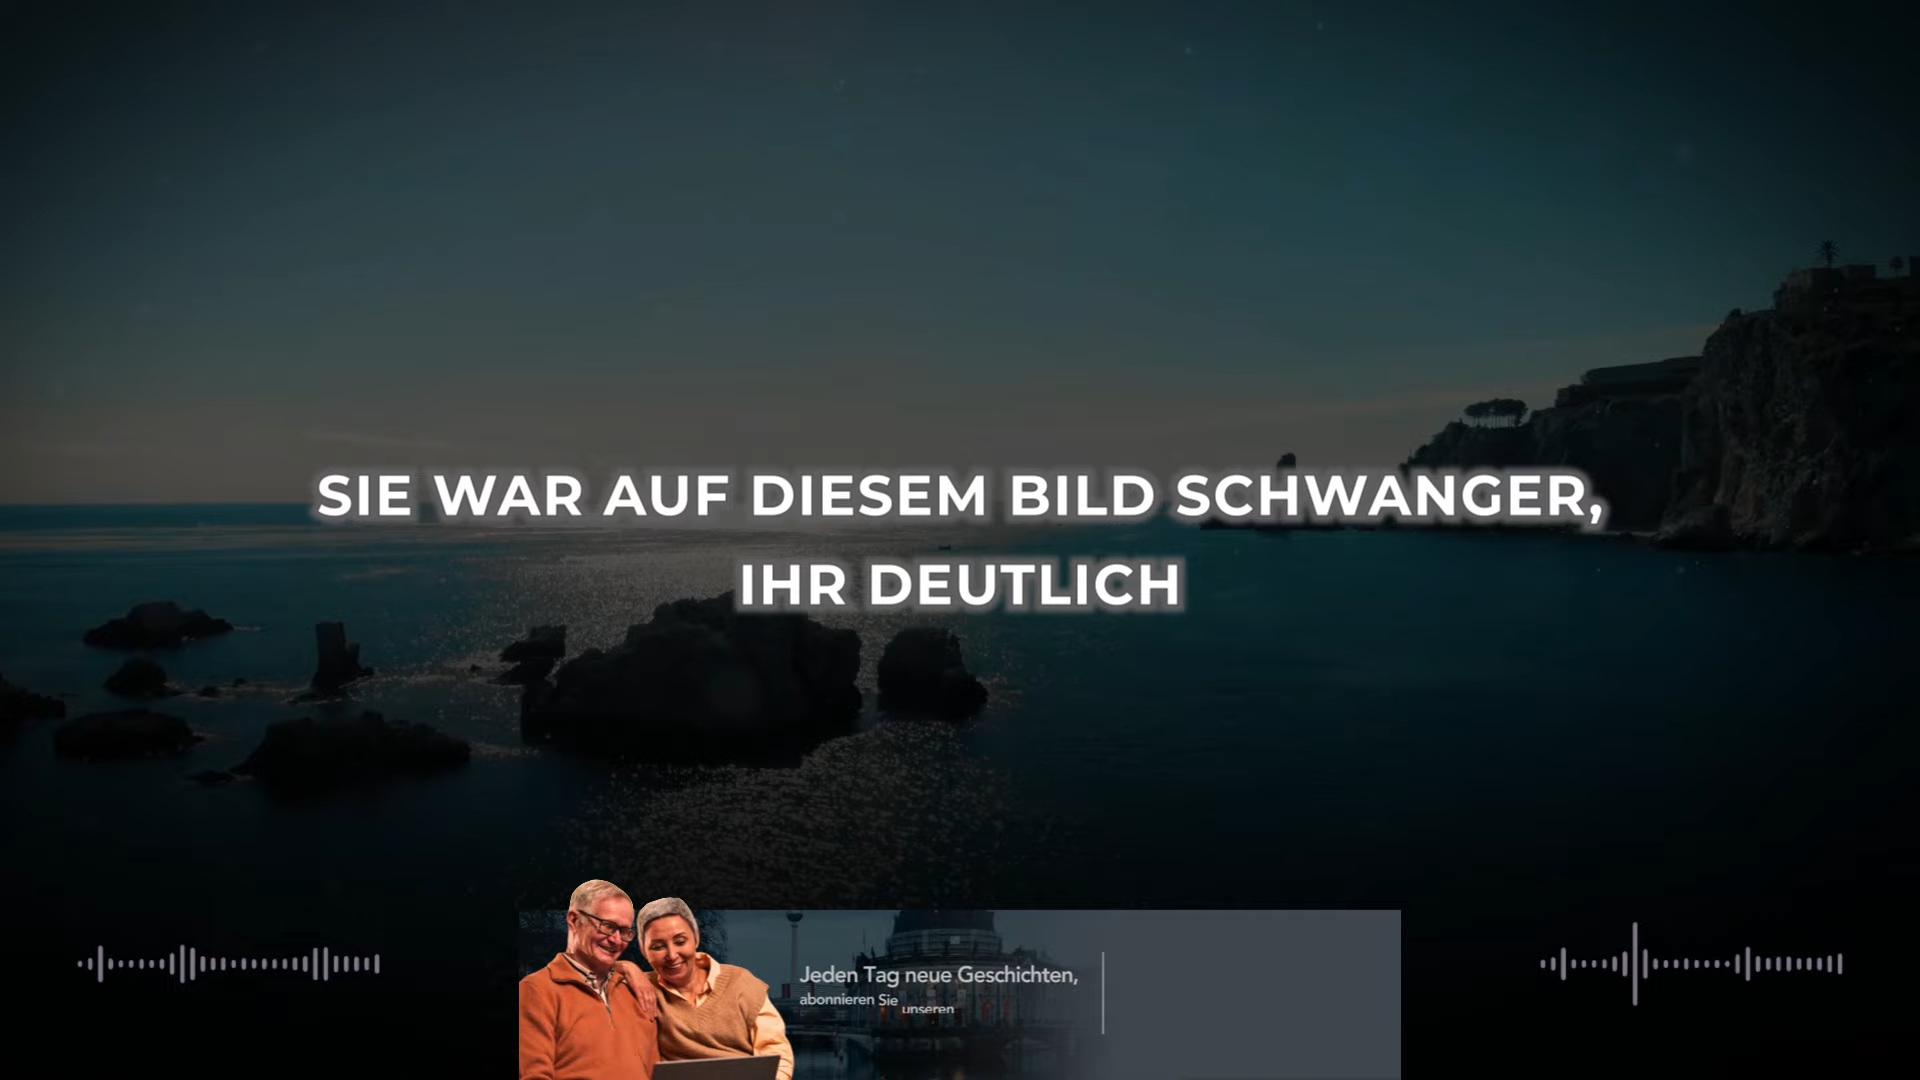 SIE WAR AUF DIESEM BILD SCHWANGER,
IHR DEUTLICH
Jeden Tag neue Geschichten,
abonnieren Sie
unseren